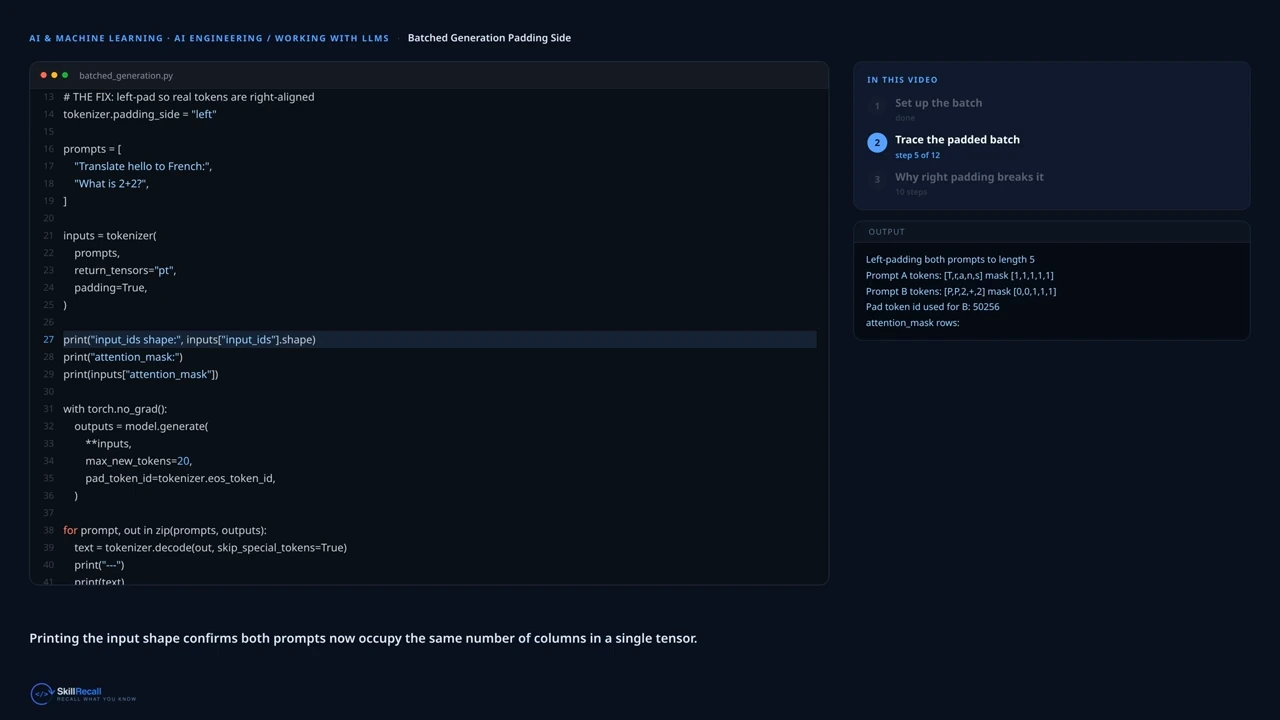 AI & MACHINE LEARNING · AI ENGINEERING / WORKING WITH LLMS · Batched Generation Padding Side
batched_generation.py
13 # THE FIX: left-pad so real tokens are right-aligned
14 tokenizer.padding_side = "left"
15
16 prompts = [
17 "Translate hello to French:",
18 "What is 2+2?",
19 ]
20
21 inputs = tokenizer(
22 prompts,
23 return_tensors="pt",
24 padding=True,
25 )
26
27 print("input_ids shape:", inputs["input_ids"].shape)
28 print("attention_mask:")
29 print(inputs["attention_mask"])
30
31 with torch.no_grad():
32 outputs = model.generate(
33 **inputs,
34 max_new_tokens=20,
35 pad_token_id=tokenizer.eos_token_id,
36 )
37
38 for prompt, out in zip(prompts, outputs):
39 text = tokenizer.decode(out, skip_special_tokens=True)
40 print("---")
41 print(text)
IN THIS VIDEO
1 Set up the batch
done
2 Trace the padded batch
step 5 of 12
3 Why right padding breaks it
10 steps
OUTPUT
Left-padding both prompts to length 5
Prompt A tokens: [T,r,a,n,s] mask [1,1,1,1,1]
Prompt B tokens: [P,P,2,+,2] mask [0,0,1,1,1]
Pad token id used for B: 50256
attention_mask rows:
Printing the input shape confirms both prompts now occupy the same number of columns in a single tensor.
</> SkillRecall
RECALL WHAT YOU KNOW